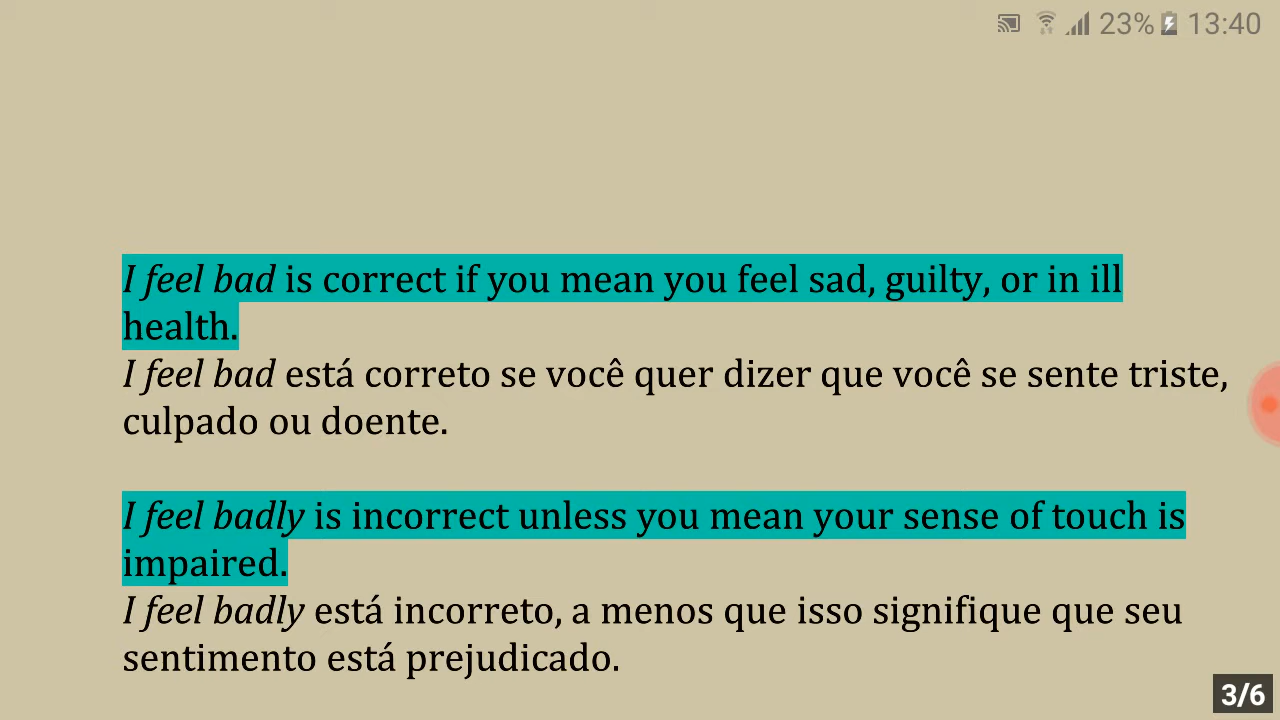 23% 13:40
I feel bad is correct if you mean you feel sad, guilty, or in ill
health.
I feel bad está correto se você quer dizer que você se sente triste,
culpado ou doente.
I feel badly is incorrect unless you mean your sense of touch is
impaired.
I feel badly está incorreto, a menos que isso signifique que seu
sentimento está prejudicado.
3/6